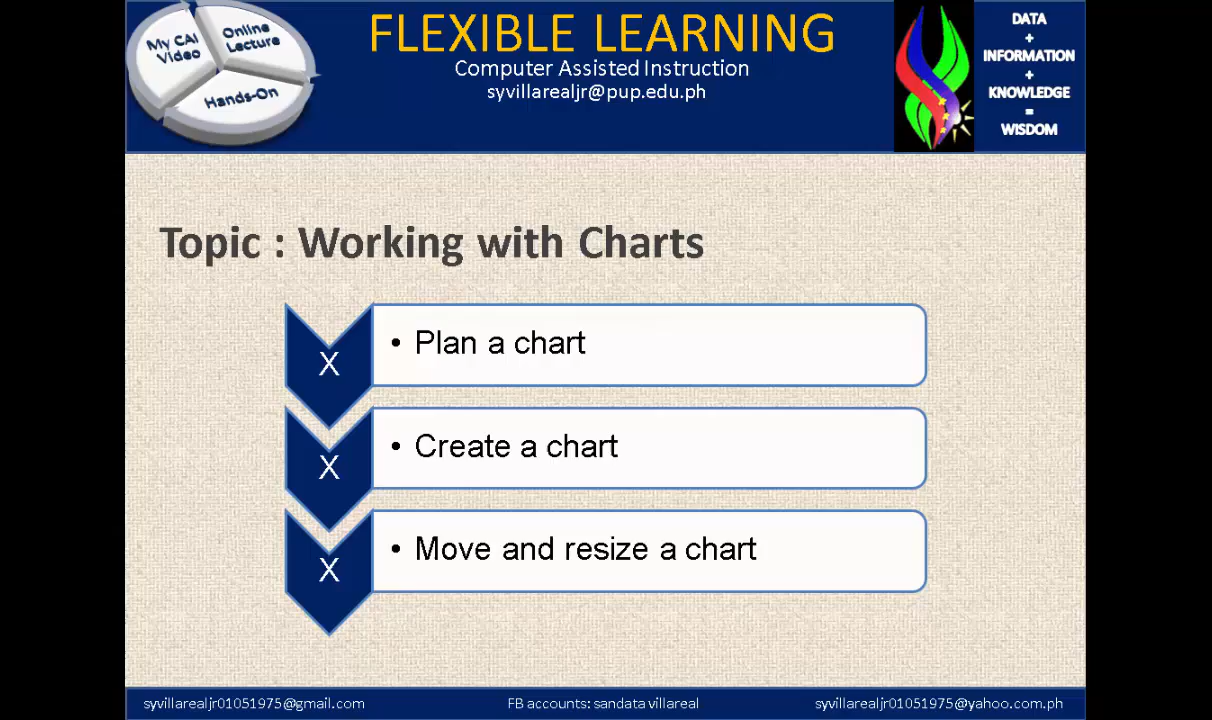 My CAI
Video
Online
Lecture
Hands-On
FLEXIBLE LEARNING
Computer Assisted Instruction
syvillarealjr@pup.edu.ph
DATA
+
INFORMATION
+
KNOWLEDGE
=
WISDOM
Topic : Working with Charts
X
• Plan a chart
X
• Create a chart
X
• Move and resize a chart
syvillarealjr01051975@gmail.com
FB accounts: sandata villareal
syvillarealjr01051975@yahoo.com.ph